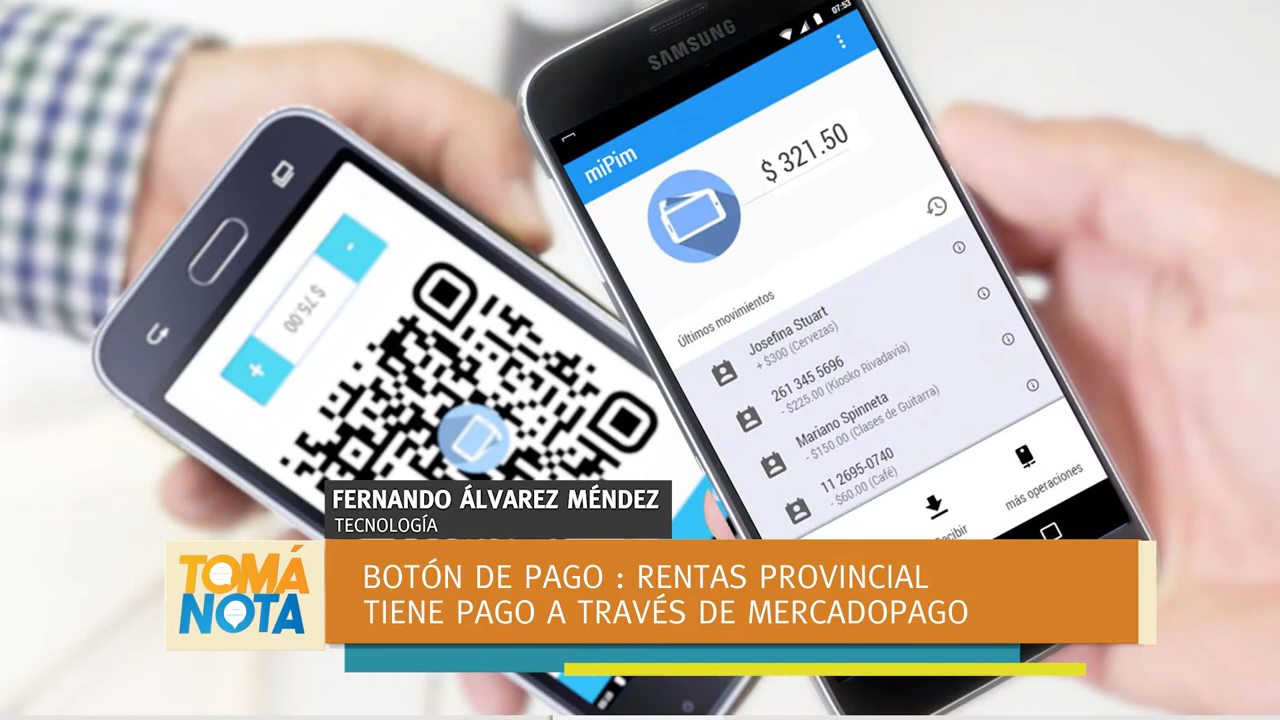 SAMSUNG
07:53
miPim
$ 321.50
Últimos movimientos
Josefina Stuart
+ $300 (Cervezas)
261 345 5696
- $225.00 (Kiosko Rivadavia)
Mariano Spinneta
- $150.00 (Clases de Guitarra)
11 2695-0740
- $60.00 (Café)
más operaciones
-
$ 75.00
+
FERNANDO ÁLVAREZ MÉNDEZ
TECNOLOGÍA
TOMÁ
NOTA
BOTÓN DE PAGO : RENTAS PROVINCIAL
TIENE PAGO A TRAVÉS DE MERCADOPAGO